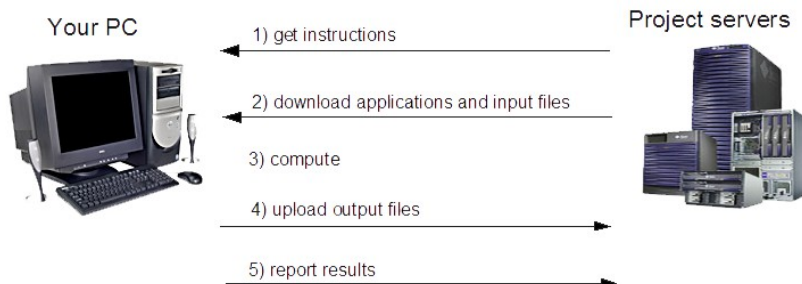 Your PC
Project servers
1) get instructions
2) download applications and input files
3) compute
4) upload output files
5) report results